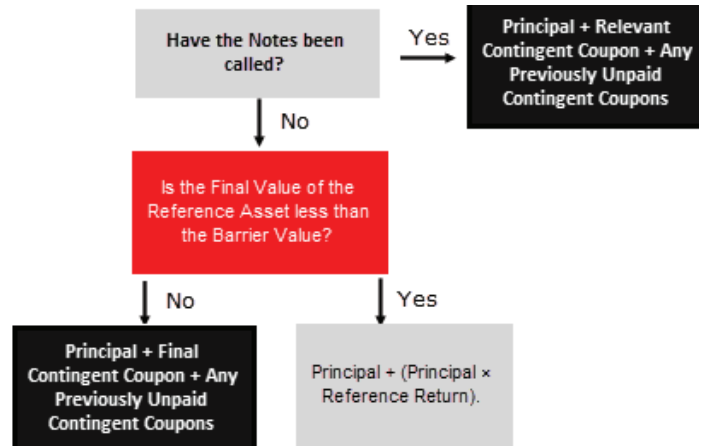 Have the Notes been
called?
Yes
Principal + Relevant
Contingent Coupon + Any
Previously Unpaid
Contingent Coupons
No
Is the Final Value of the
Reference Asset less than
the Barrier Value?
No
Yes
Principal + Final
Contingent Coupon + Any
Previously Unpaid
Contingent Coupons
Principal + (Principal ×
Reference Return).